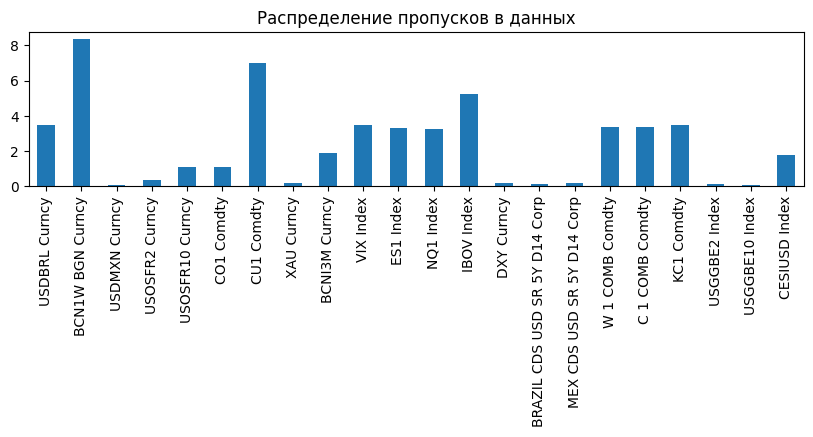 Распределение пропусков в данных
8
6
4
2
0
USDBRL Curncy
BCN1W BGN Curncy
USDMXN Curncy
USOSFR2 Curncy
USOSFR10 Curncy
CO1 Comdty
CU1 Comdty
XAU Curncy
BCNI3M Curncy
VIX Index
ES1 Index
NQ1 Index
IBOV Index
DXY Curncy
BRAZIL CDS USD SR 5Y D14 Corp
MEX CDS USD SR 5Y D14 Corp
W 1 COMB Comdty
C 1 COMB Comdty
KC1 Comdty
USGGBE2 Index
USGGBE10 Index
CESIUSD Index